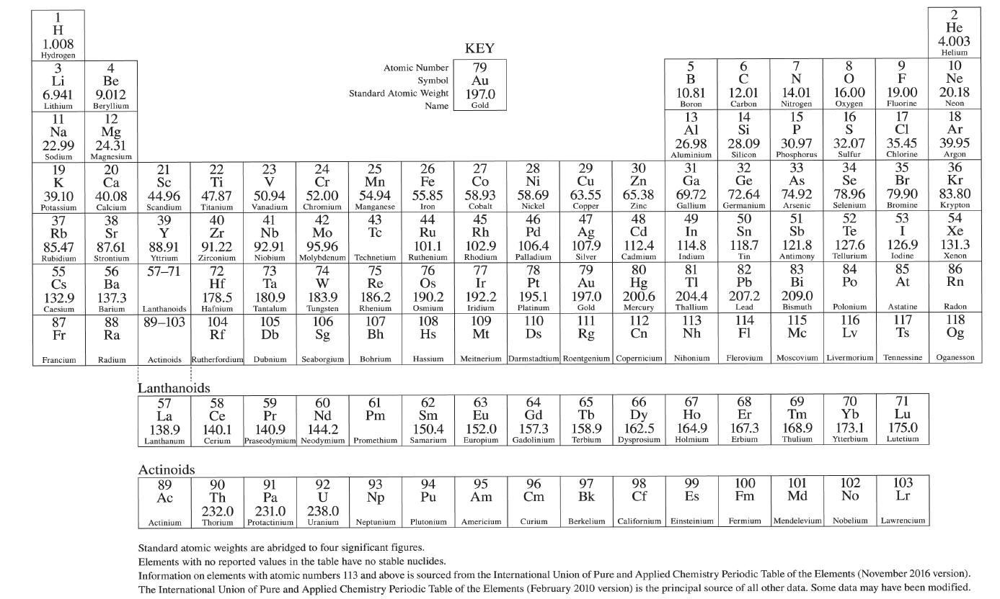 1 2
H He
1.008 4.003
Hydrogen Helium
KEY
Atomic Number 79
Symbol Au
Standard Atomic Weight 197.0
Name Gold
3 4 5 6 7 8 9 10
Li Be B C N O F Ne
6.941 9.012 10.81 12.01 14.01 16.00 19.00 20.18
Lithium Beryllium Boron Carbon Nitrogen Oxygen Fluorine Neon
11 12 13 14 15 16 17 18
Na Mg Al Si P S Cl Ar
22.99 24.31 26.98 28.09 30.97 32.07 35.45 39.95
Sodium Magnesium Aluminium Silicon Phosphorus Sulfur Chlorine Argon
19 20 21 22 23 24 25 26 27 28 29 30 31 32 33 34 35 36
K Ca Sc Ti V Cr Mn Fe Co Ni Cu Zn Ga Ge As Se Br Kr
39.10 40.08 44.96 47.87 50.94 52.00 54.94 55.85 58.93 58.69 63.55 65.38 69.72 72.64 74.92 78.96 79.90 83.80
Potassium Calcium Scandium Titanium Vanadium Chromium Manganese Iron Cobalt Nickel Copper Zinc Gallium Germanium Arsenic Selenium Bromine Krypton
37 38 39 40 41 42 43 44 45 46 47 48 49 50 51 52 53 54
Rb Sr Y Zr Nb Mo Tc Ru Rh Pd Ag Cd In Sn Sb Te I Xe
85.47 87.61 88.91 91.22 92.91 95.96 101.1 102.9 106.4 107.9 112.4 114.8 118.7 121.8 127.6 126.9 131.3
Rubidium Strontium Yttrium Zirconium Niobium Molybdenum Technetium Ruthenium Rhodium Palladium Silver Cadmium Indium Tin Antimony Tellurium Iodine Xenon
55 56 57–71 72 73 74 75 76 77 78 79 80 81 82 83 84 85 86
Cs Ba Hf Ta W Re Os Ir Pt Au Hg Tl Pb Bi Po At Rn
132.9 137.3 178.5 180.9 183.9 186.2 190.2 192.2 195.1 197.0 200.6 204.4 207.2 209.0
Caesium Barium Lanthanoids Hafnium Tantalum Tungsten Rhenium Osmium Iridium Platinum Gold Mercury Thallium Lead Bismuth Polonium Astatine Radon
87 88 89–103 104 105 106 107 108 109 110 111 112 113 114 115 116 117 118
Fr Ra Rf Db Sg Bh Hs Mt Ds Rg Cn Nh Fl Mc Lv Ts Og
Francium Radium Actinoids Rutherfordium Dubnium Seaborgium Bohrium Hassium Meitnerium Darmstadtium Roentgenium Copernicium Nihonium Flerovium Moscovium Livermorium Tennessine Oganesson
Lanthanoids
57 58 59 60 61 62 63 64 65 66 67 68 69 70 71
La Ce Pr Nd Pm Sm Eu Gd Tb Dy Ho Er Tm Yb Lu
138.9 140.1 140.9 144.2 150.4 152.0 157.3 158.9 162.5 164.9 167.3 168.9 173.1 175.0
Lanthanum Cerium Praseodymium Neodymium Promethium Samarium Europium Gadolinium Terbium Dysprosium Holmium Erbium Thulium Ytterbium Lutetium
Actinoids
89 90 91 92 93 94 95 96 97 98 99 100 101 102 103
Ac Th Pa U Np Pu Am Cm Bk Cf Es Fm Md No Lr
232.0 231.0 238.0
Actinium Thorium Protactinium Uranium Neptunium Plutonium Americium Curium Berkelium Californium Einsteinium Fermium Mendelevium Nobelium Lawrencium
Standard atomic weights are abridged to four significant figures.
Elements with no reported values in the table have no stable nuclides.
Information on elements with atomic numbers 113 and above is sourced from the International Union of Pure and Applied Chemistry Periodic Table of the Elements (November 2016 version).
The International Union of Pure and Applied Chemistry Periodic Table of the Elements (February 2010 version) is the principal source of all other data. Some data may have been modified.